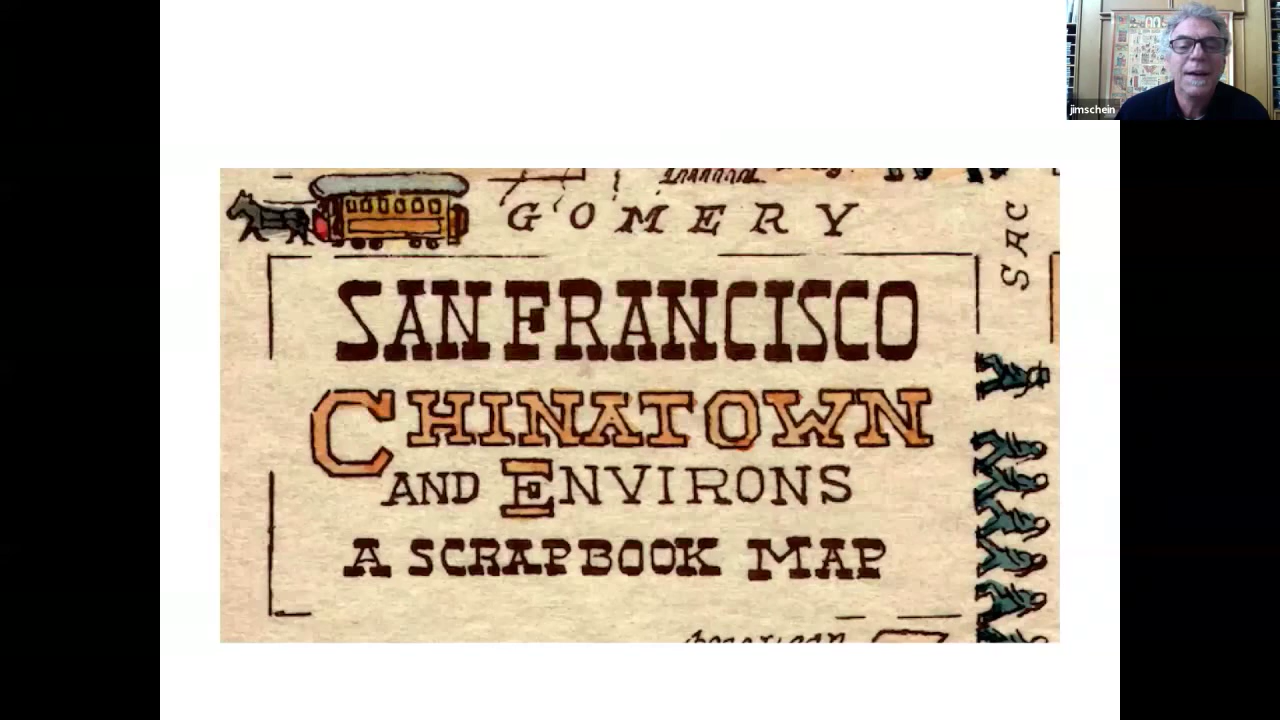 jimschein
GOMERY
SAC
SAN FRANCISCO
CHINATOWN
AND ENVIRONS
A SCRAPBOOK MAP